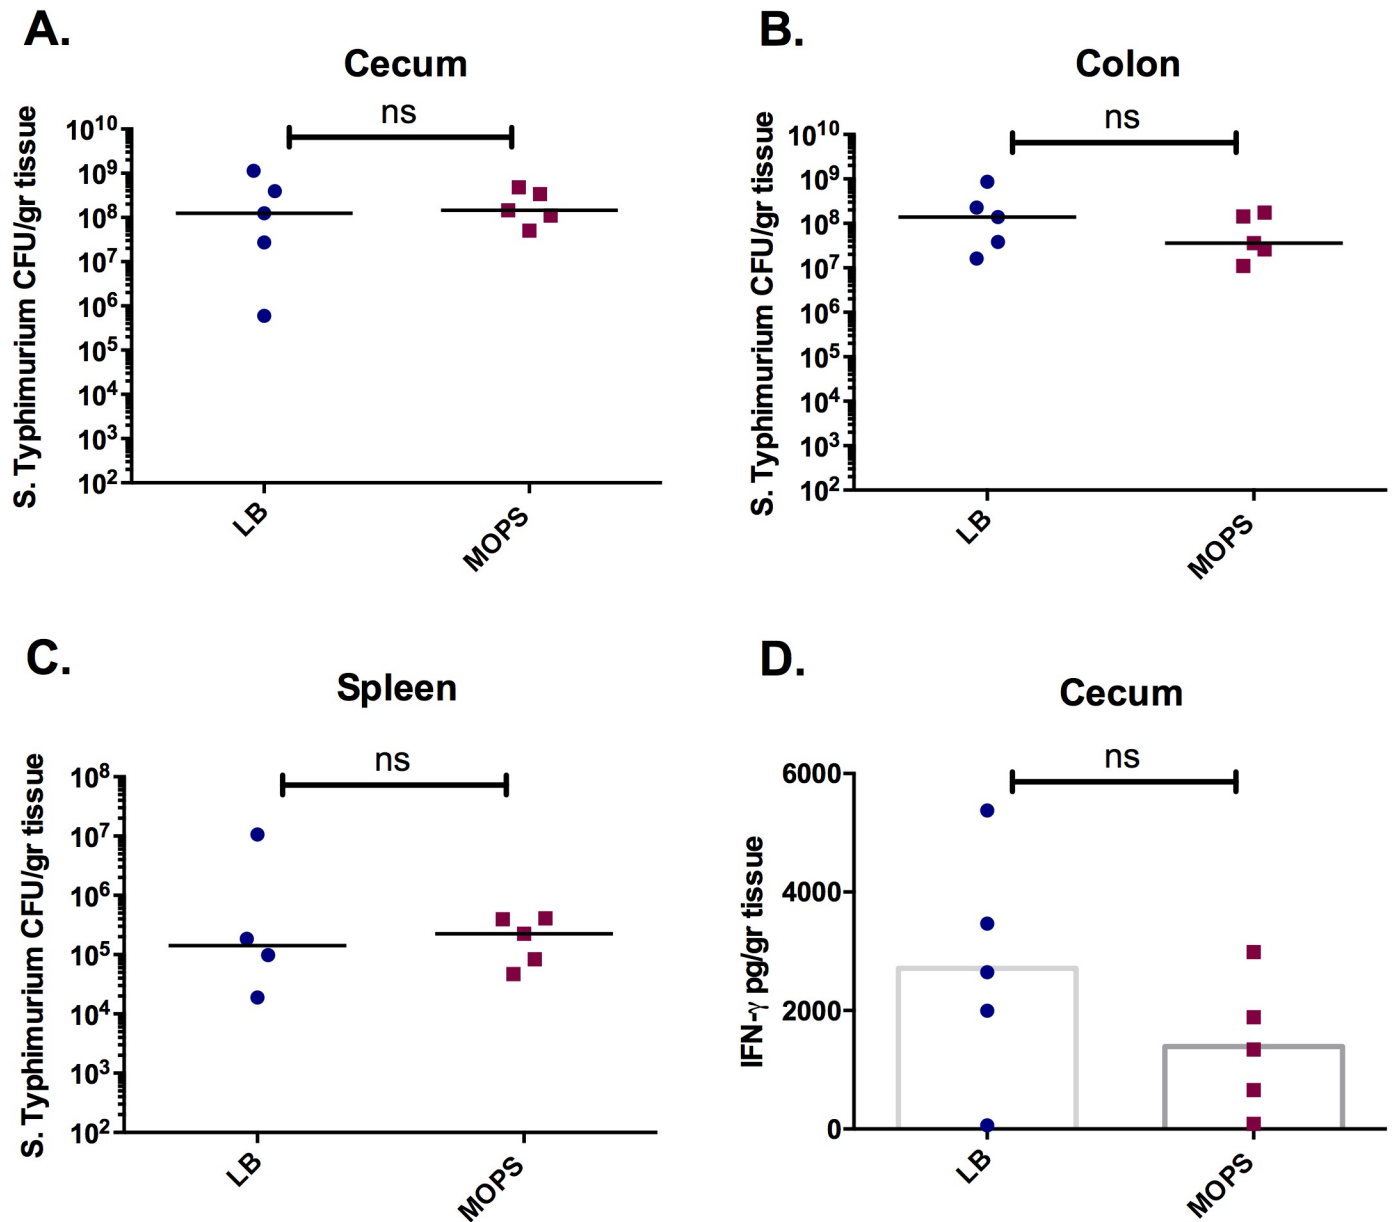 A.
Cecum
ns
S. Typhimurium CFU/gr tissue
10¹⁰
10⁹
10⁸
10⁷
10⁶
10⁵
10⁴
10³
10²
LB
MOPS
B.
Colon
ns
S. Typhimurium CFU/gr tissue
10¹⁰
10⁹
10⁸
10⁷
10⁶
10⁵
10⁴
10³
10²
LB
MOPS
C.
Spleen
ns
S. Typhimurium CFU/gr tissue
10⁸
10⁷
10⁶
10⁵
10⁴
10³
10²
LB
MOPS
D.
Cecum
ns
IFN-γ pg/gr tissue
6000
4000
2000
0
LB
MOPS